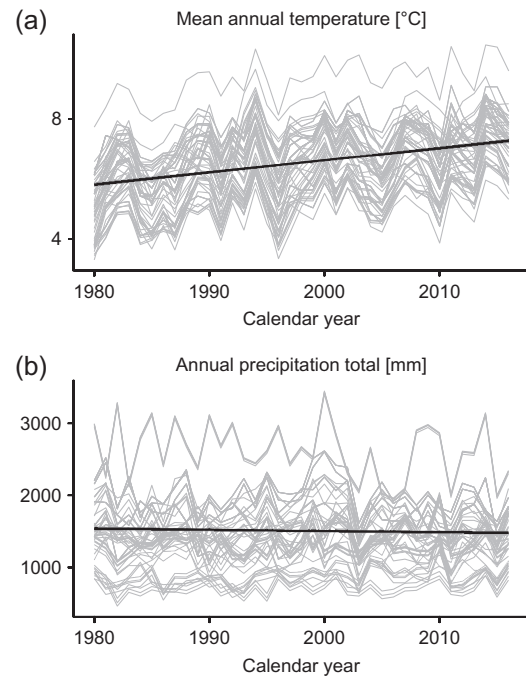 (a)
Mean annual temperature [°C]
8
4
1980 1990 2000 2010
Calendar year
(b)
Annual precipitation total [mm]
3000
2000
1000
1980 1990 2000 2010
Calendar year